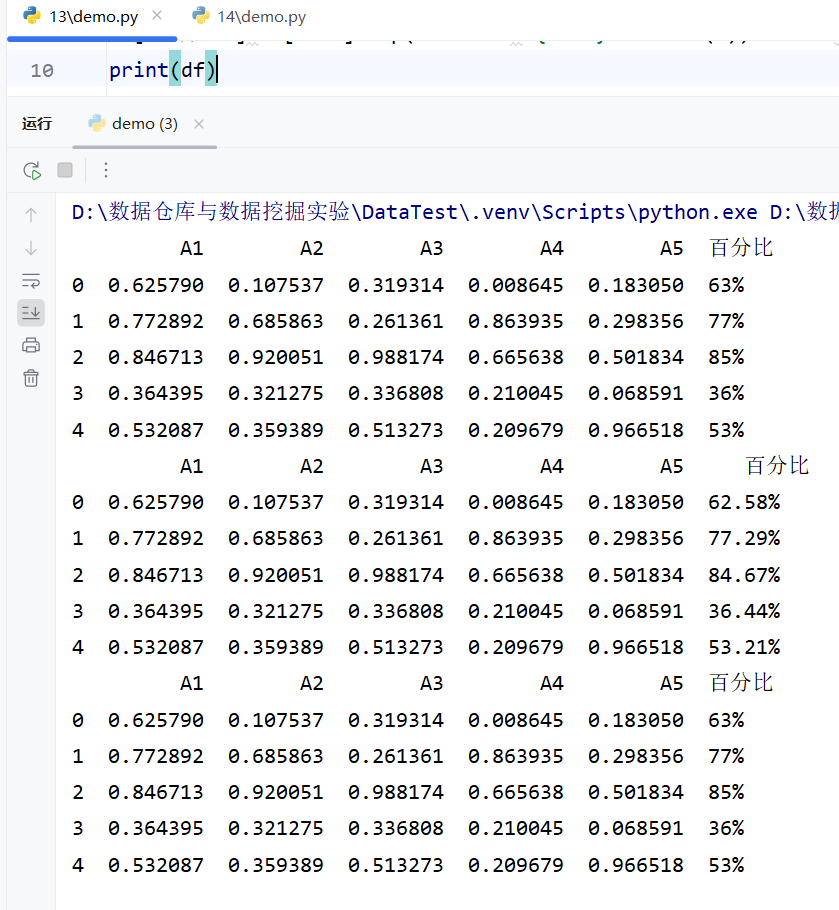 13\demo.py 14\demo.py
10 print(df)
运行 demo (3)
D:\数据仓库与数据挖掘实验\DataTest\.venv\Scripts\python.exe D:\数据
A1 A2 A3 A4 A5 百分比
0 0.625790 0.107537 0.319314 0.008645 0.183050 63%
1 0.772892 0.685863 0.261361 0.863935 0.298356 77%
2 0.846713 0.920051 0.988174 0.665638 0.501834 85%
3 0.364395 0.321275 0.336808 0.210045 0.068591 36%
4 0.532087 0.359389 0.513273 0.209679 0.966518 53%
A1 A2 A3 A4 A5 百分比
0 0.625790 0.107537 0.319314 0.008645 0.183050 62.58%
1 0.772892 0.685863 0.261361 0.863935 0.298356 77.29%
2 0.846713 0.920051 0.988174 0.665638 0.501834 84.67%
3 0.364395 0.321275 0.336808 0.210045 0.068591 36.44%
4 0.532087 0.359389 0.513273 0.209679 0.966518 53.21%
A1 A2 A3 A4 A5 百分比
0 0.625790 0.107537 0.319314 0.008645 0.183050 63%
1 0.772892 0.685863 0.261361 0.863935 0.298356 77%
2 0.846713 0.920051 0.988174 0.665638 0.501834 85%
3 0.364395 0.321275 0.336808 0.210045 0.068591 36%
4 0.532087 0.359389 0.513273 0.209679 0.966518 53%